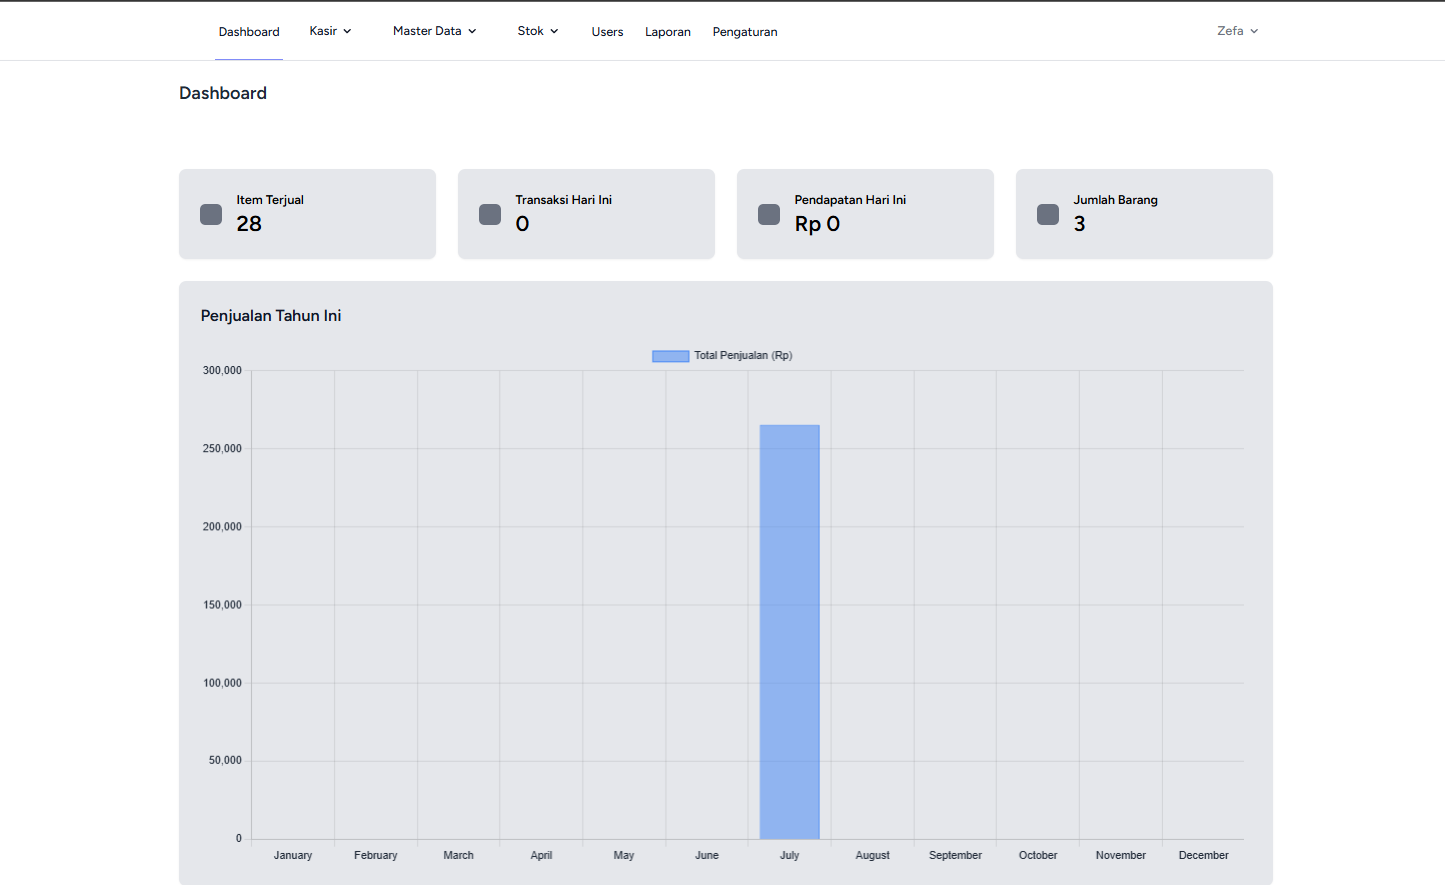 Dashboard Kasir Master Data Stok Users Laporan Pengaturan Zefa
Dashboard
Item Terjual
28
Transaksi Hari Ini
0
Pendapatan Hari Ini
Rp 0
Jumlah Barang
3
Penjualan Tahun Ini
Total Penjualan (Rp)
300,000
250,000
200,000
150,000
100,000
50,000
0
January February March April May June July August September October November December